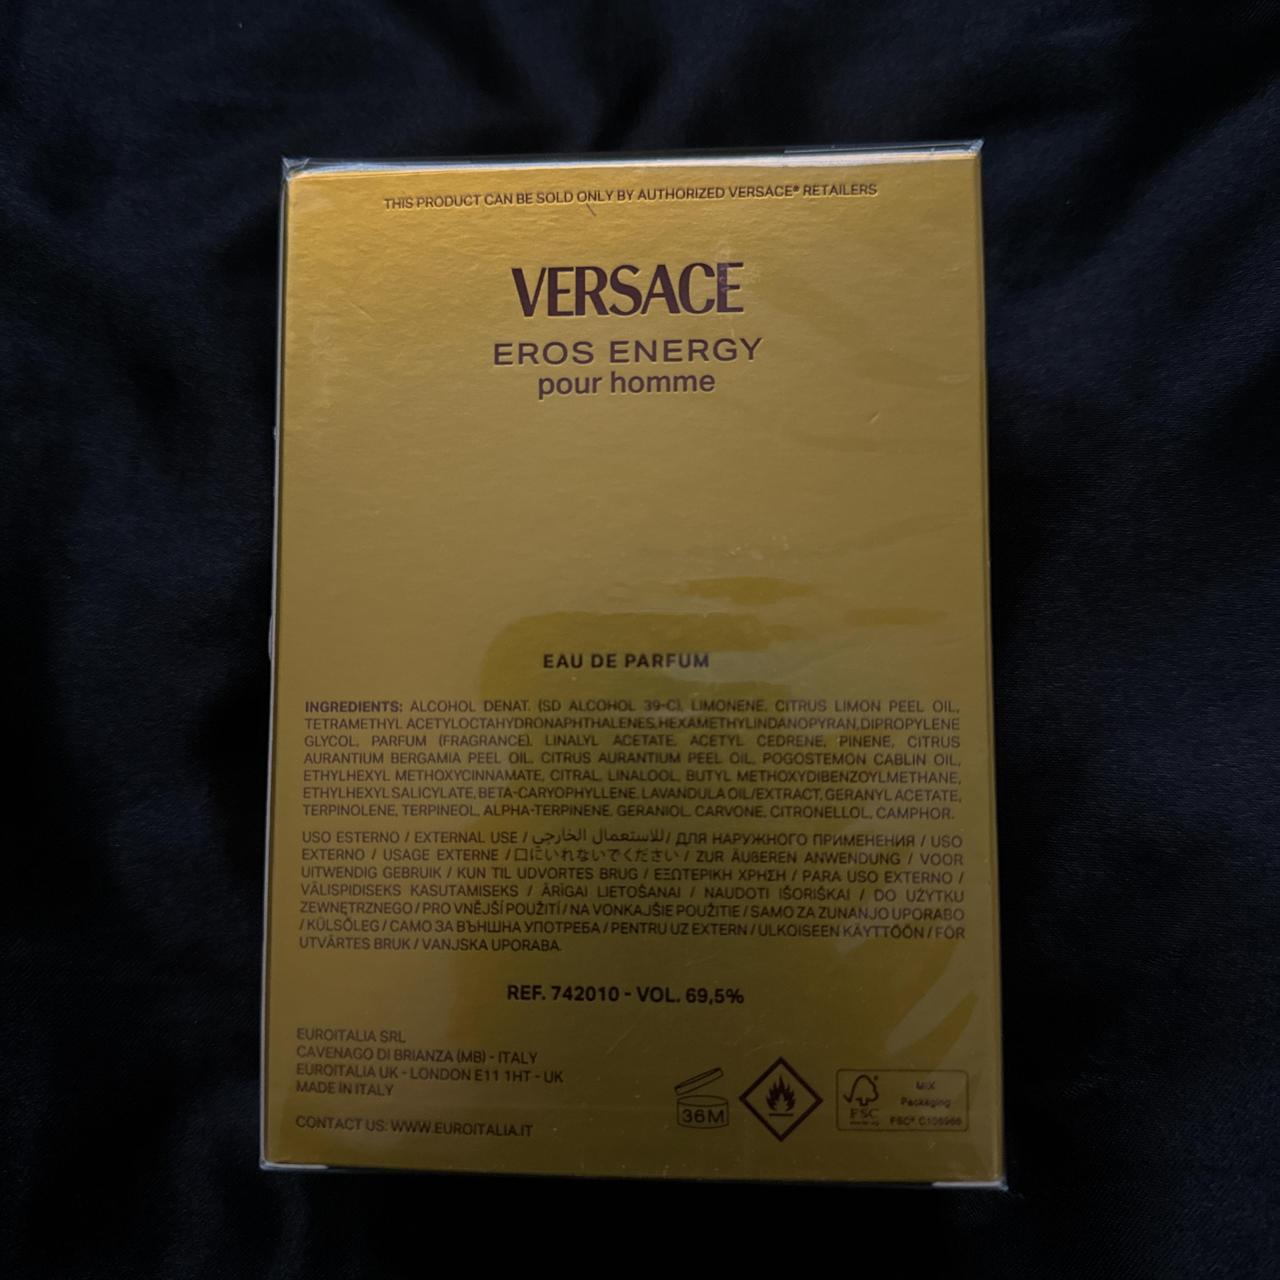 THIS PRODUCT CAN BE SOLD ONLY BY AUTHORIZED VERSACE® RETAILERS
VERSACE
EROS ENERGY
pour homme
EAU DE PARFUM
INGREDIENTS: ALCOHOL DENAT. (SD ALCOHOL 39-C), LIMONENE, CITRUS LIMON PEEL OIL,
TETRAMETHYL ACETYLOCTAHYDRONAPHTHALENES, HEXAMETHYLINDANOPYRAN, DIPROPYLENE
GLYCOL, PARFUM (FRAGRANCE), LINALYL ACETATE, ACETYL CEDRENE, PINENE, CITRUS
AURANTIUM BERGAMIA PEEL OIL, CITRUS AURANTIUM PEEL OIL, POGOSTEMON CABLIN OIL,
ETHYLHEXYL METHOXYCINNAMATE, CITRAL, LINALOOL, BUTYL METHOXYDIBENZOYLMETHANE,
ETHYLHEXYL SALICYLATE, BETA-CARYOPHYLLENE, LAVANDULA OIL/EXTRACT, GERANYL ACETATE,
TERPINOLENE, TERPINEOL, ALPHA-TERPINENE, GERANIOL, CARVONE, CITRONELLOL, CAMPHOR.
USO ESTERNO / EXTERNAL USE / للاستعمال الخارجي / ДЛЯ НАРУЖНОГО ПРИМЕНЕНИЯ / USO
EXTERNO / USAGE EXTERNE / 口にいれないでください / ZUR ÄUßEREN ANWENDUNG / VOOR
UITWENDIG GEBRUIK / KUN TIL UDVORTES BRUG / ΕΞΩΤΕΡΙΚΗ ΧΡΗΣΗ / PARA USO EXTERNO /
VÄLISPIDISEKS KASUTAMISEKS / ĀRĪGAI LIETOŠANAI / NAUDOTI IŠORIŠKAI / DO UŻYTKU
ZEWNĘTRZNEGO / PRO VNĚJŠÍ POUŽITÍ / NA VONKAJŠIE POUŽITIE / SAMO ZA ZUNANJO UPORABO
/ KÜLSŐLEG / САМО ЗА ВЪНШНА УПОТРЕБА / PENTRU UZ EXTERN / ULKOISEEN KÄYTTÖÖN / FÖR
UTVÄRTES BRUK / VANJSKA UPORABA.
REF. 742010 - VOL. 69,5%
EUROITALIA SRL
CAVENAGO DI BRIANZA (MB) - ITALY
EUROITALIA UK - LONDON E11 1HT - UK
MADE IN ITALY
CONTACT US: WWW.EUROITALIA.IT
36M
FSC
MIX
Packaging
FSC®